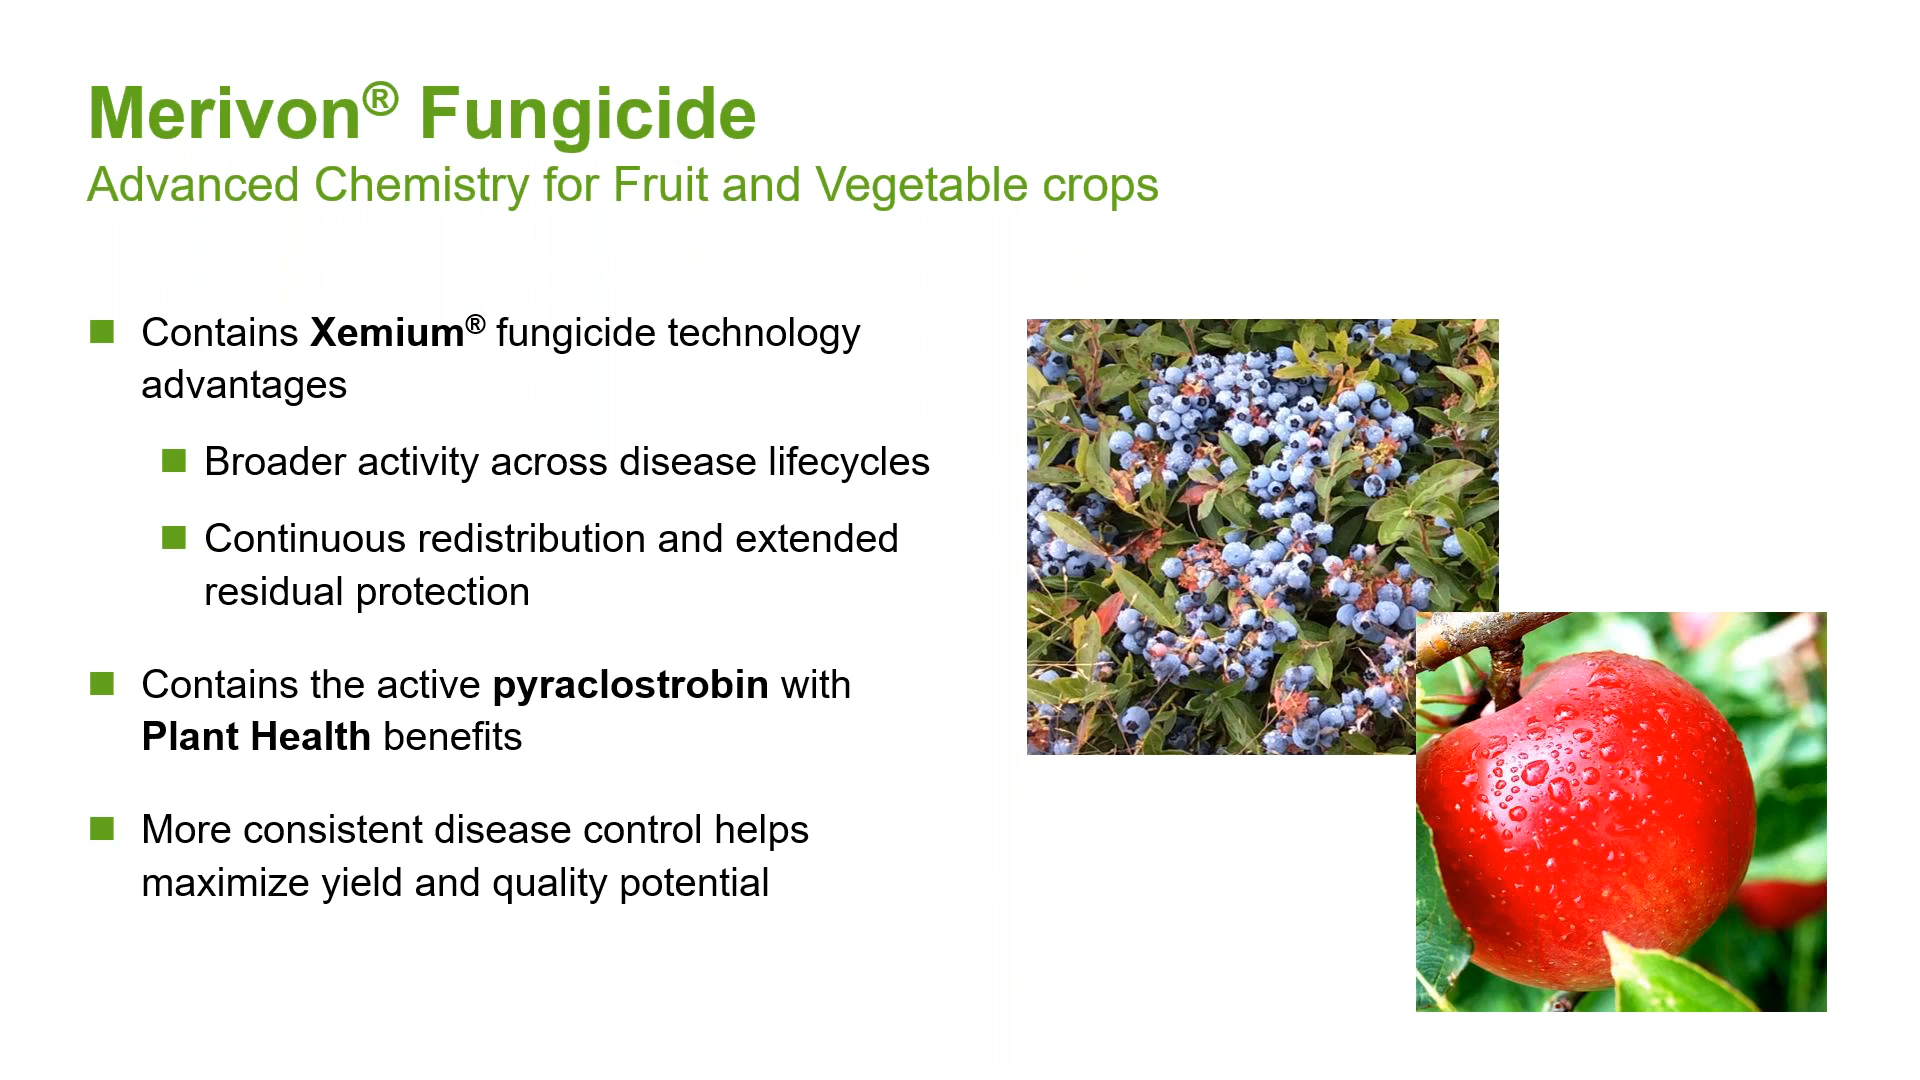 Merivon® Fungicide
Advanced Chemistry for Fruit and Vegetable crops
Contains Xemium® fungicide technology
advantages
Broader activity across disease lifecycles
Continuous redistribution and extended
residual protection
Contains the active pyraclostrobin with
Plant Health benefits
More consistent disease control helps
maximize yield and quality potential